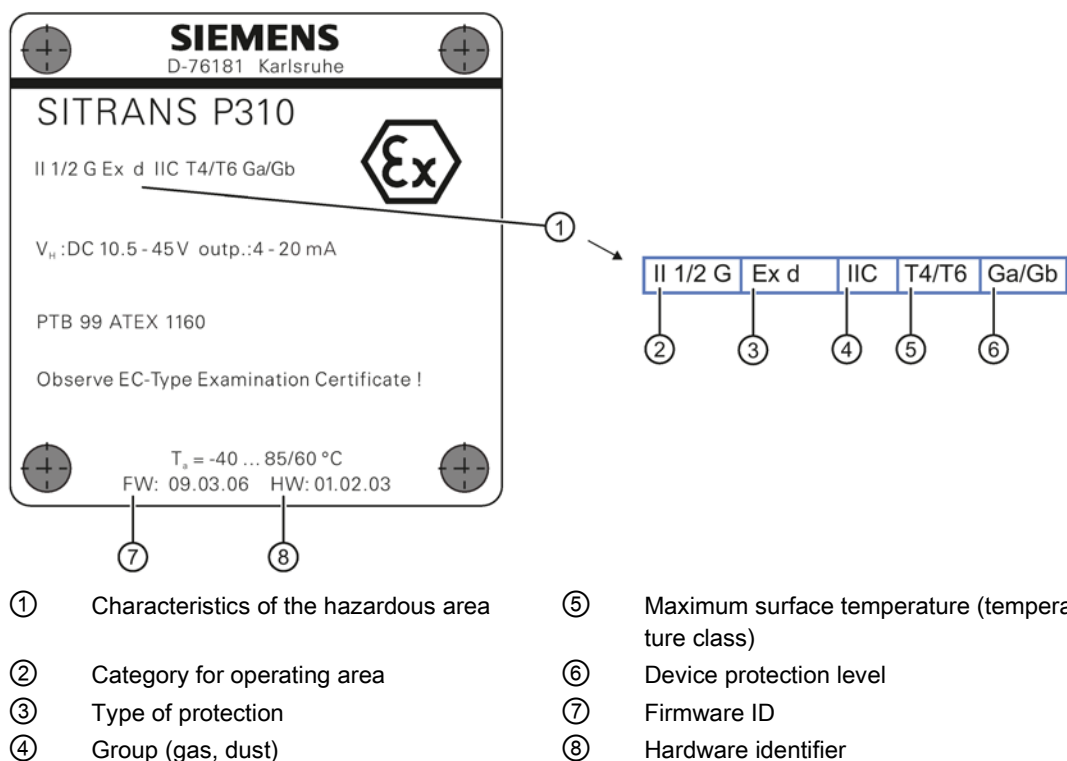 SIEMENS
D-76181 Karlsruhe
SITRANS P310
II 1/2 G Ex d IIC T4/T6 Ga/Gb
Ex
V_H :DC 10.5 - 45 V outp.:4 - 20 mA
PTB 99 ATEX 1160
Observe EC-Type Examination Certificate !
T_a = -40 ... 85/60 °C
FW: 09.03.06 HW: 01.02.03
①
II 1/2 G Ex d IIC T4/T6 Ga/Gb
② ③ ④ ⑤ ⑥
⑦ ⑧
① Characteristics of the hazardous area
② Category for operating area
③ Type of protection
④ Group (gas, dust)
⑤ Maximum surface temperature (tempera
ture class)
⑥ Device protection level
⑦ Firmware ID
⑧ Hardware identifier